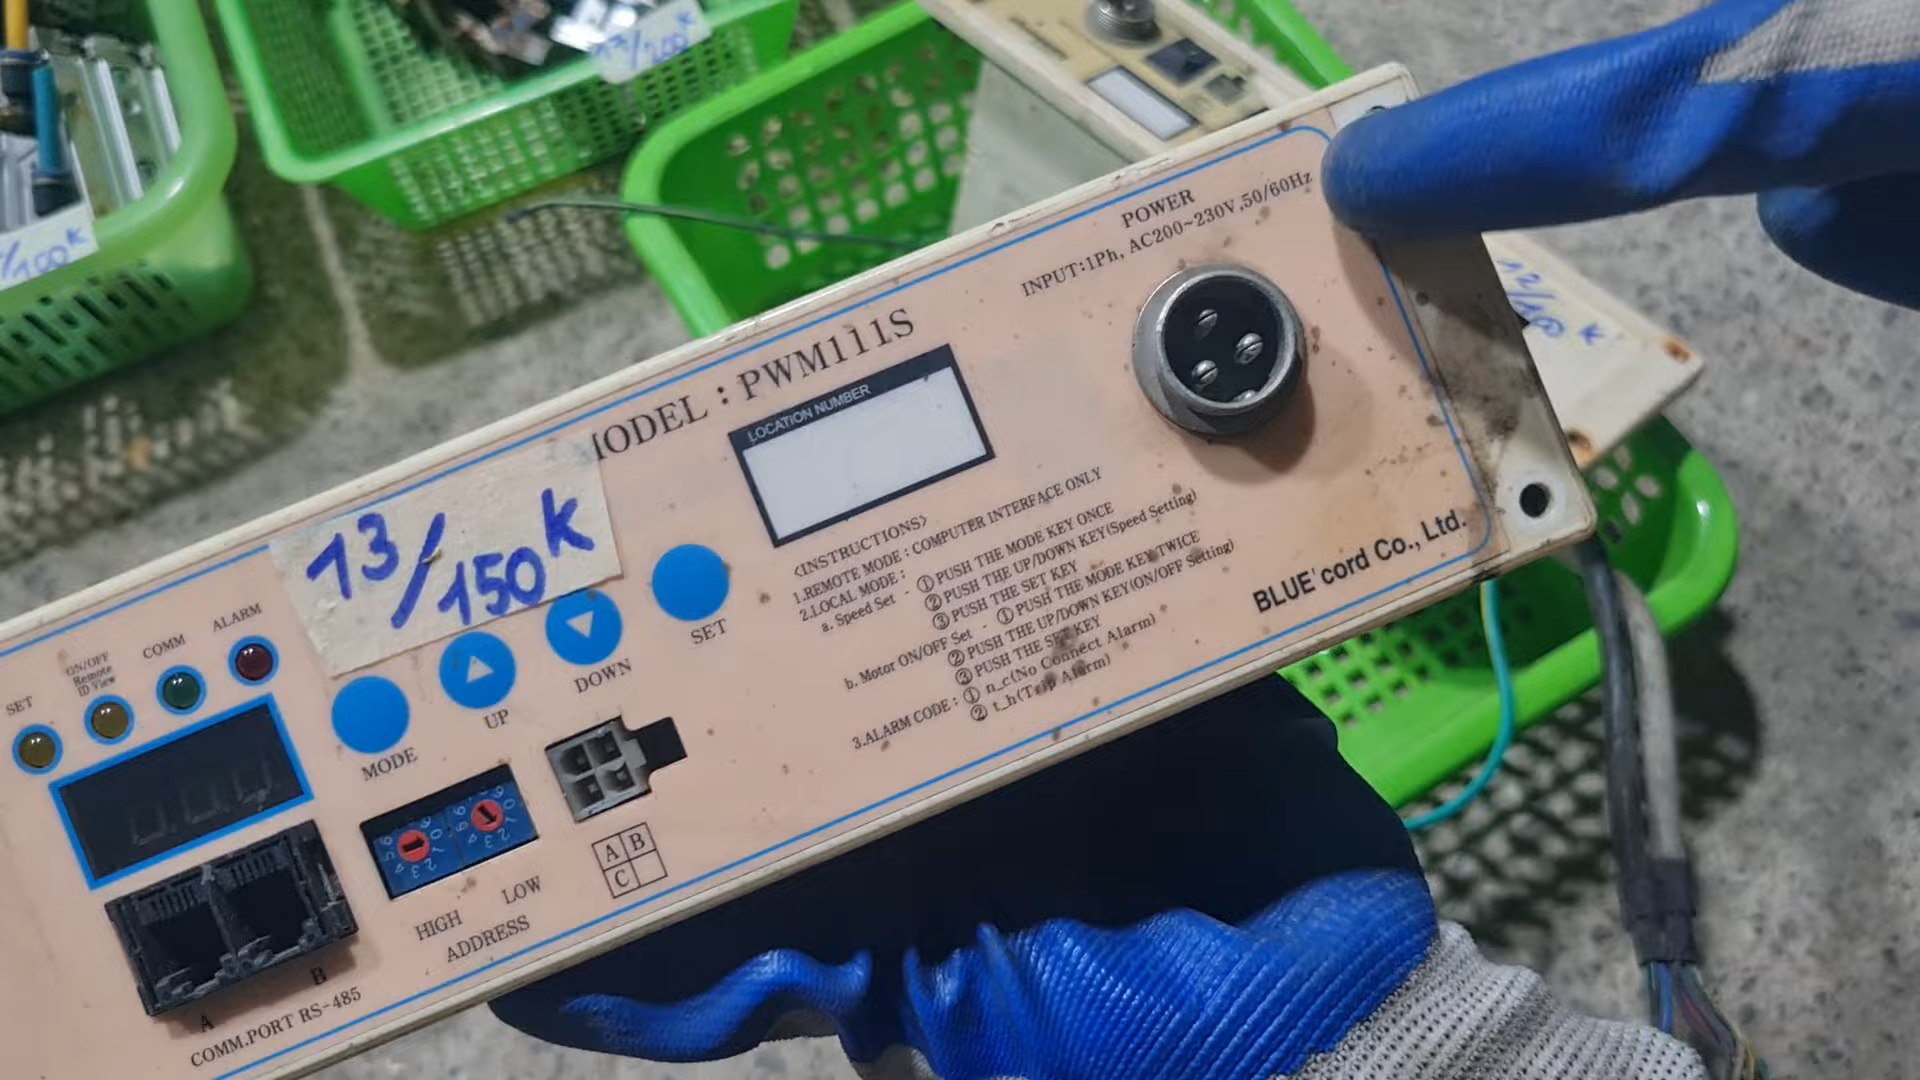 POWER
INPUT:1Ph, AC200~230V,50/60Hz
MODEL : PWM111S
LOCATION NUMBER
13/150K
<INSTRUCTIONS>
1.REMOTE MODE : COMPUTER INTERFACE ONLY
2.LOCAL MODE :
a. Speed Set - ① PUSH THE MODE KEY ONCE
② PUSH THE UP/DOWN KEY(Speed Setting)
③ PUSH THE SET KEY
b. Motor ON/OFF Set - ① PUSH THE MODE KEY TWICE
② PUSH THE UP/DOWN KEY(ON/OFF Setting)
③ PUSH THE SET KEY
3.ALARM CODE : ① n_c(No Connect Alarm)
② t_h(Trip Alarm)
BLUE'cord Co., Ltd.
SET
ON/OFF
Remote
ID View
COMM
ALARM
MODE
UP
DOWN
SET
HIGH LOW
ADDRESS
A B
C
A B
COMM.PORT RS-485
/100K